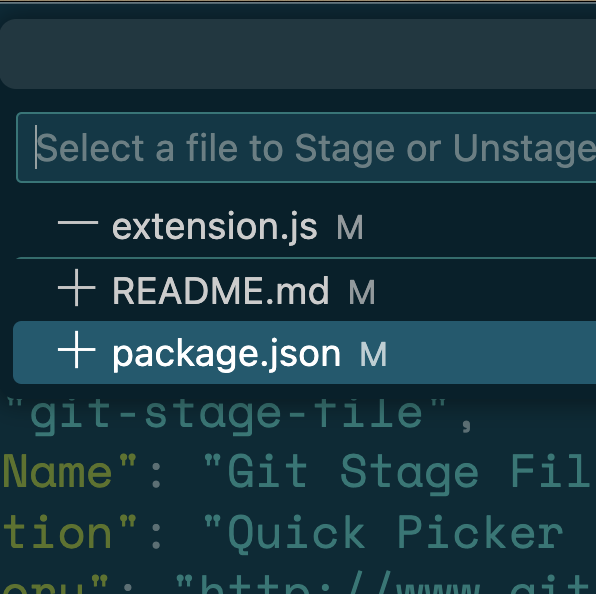 Select a file to Stage or Unstage
— extension.js M
+ README.md M
+ package.json M
"git-stage-file",
Name": "Git Stage Fil
tion": "Quick Picker
ory": "http://www.git